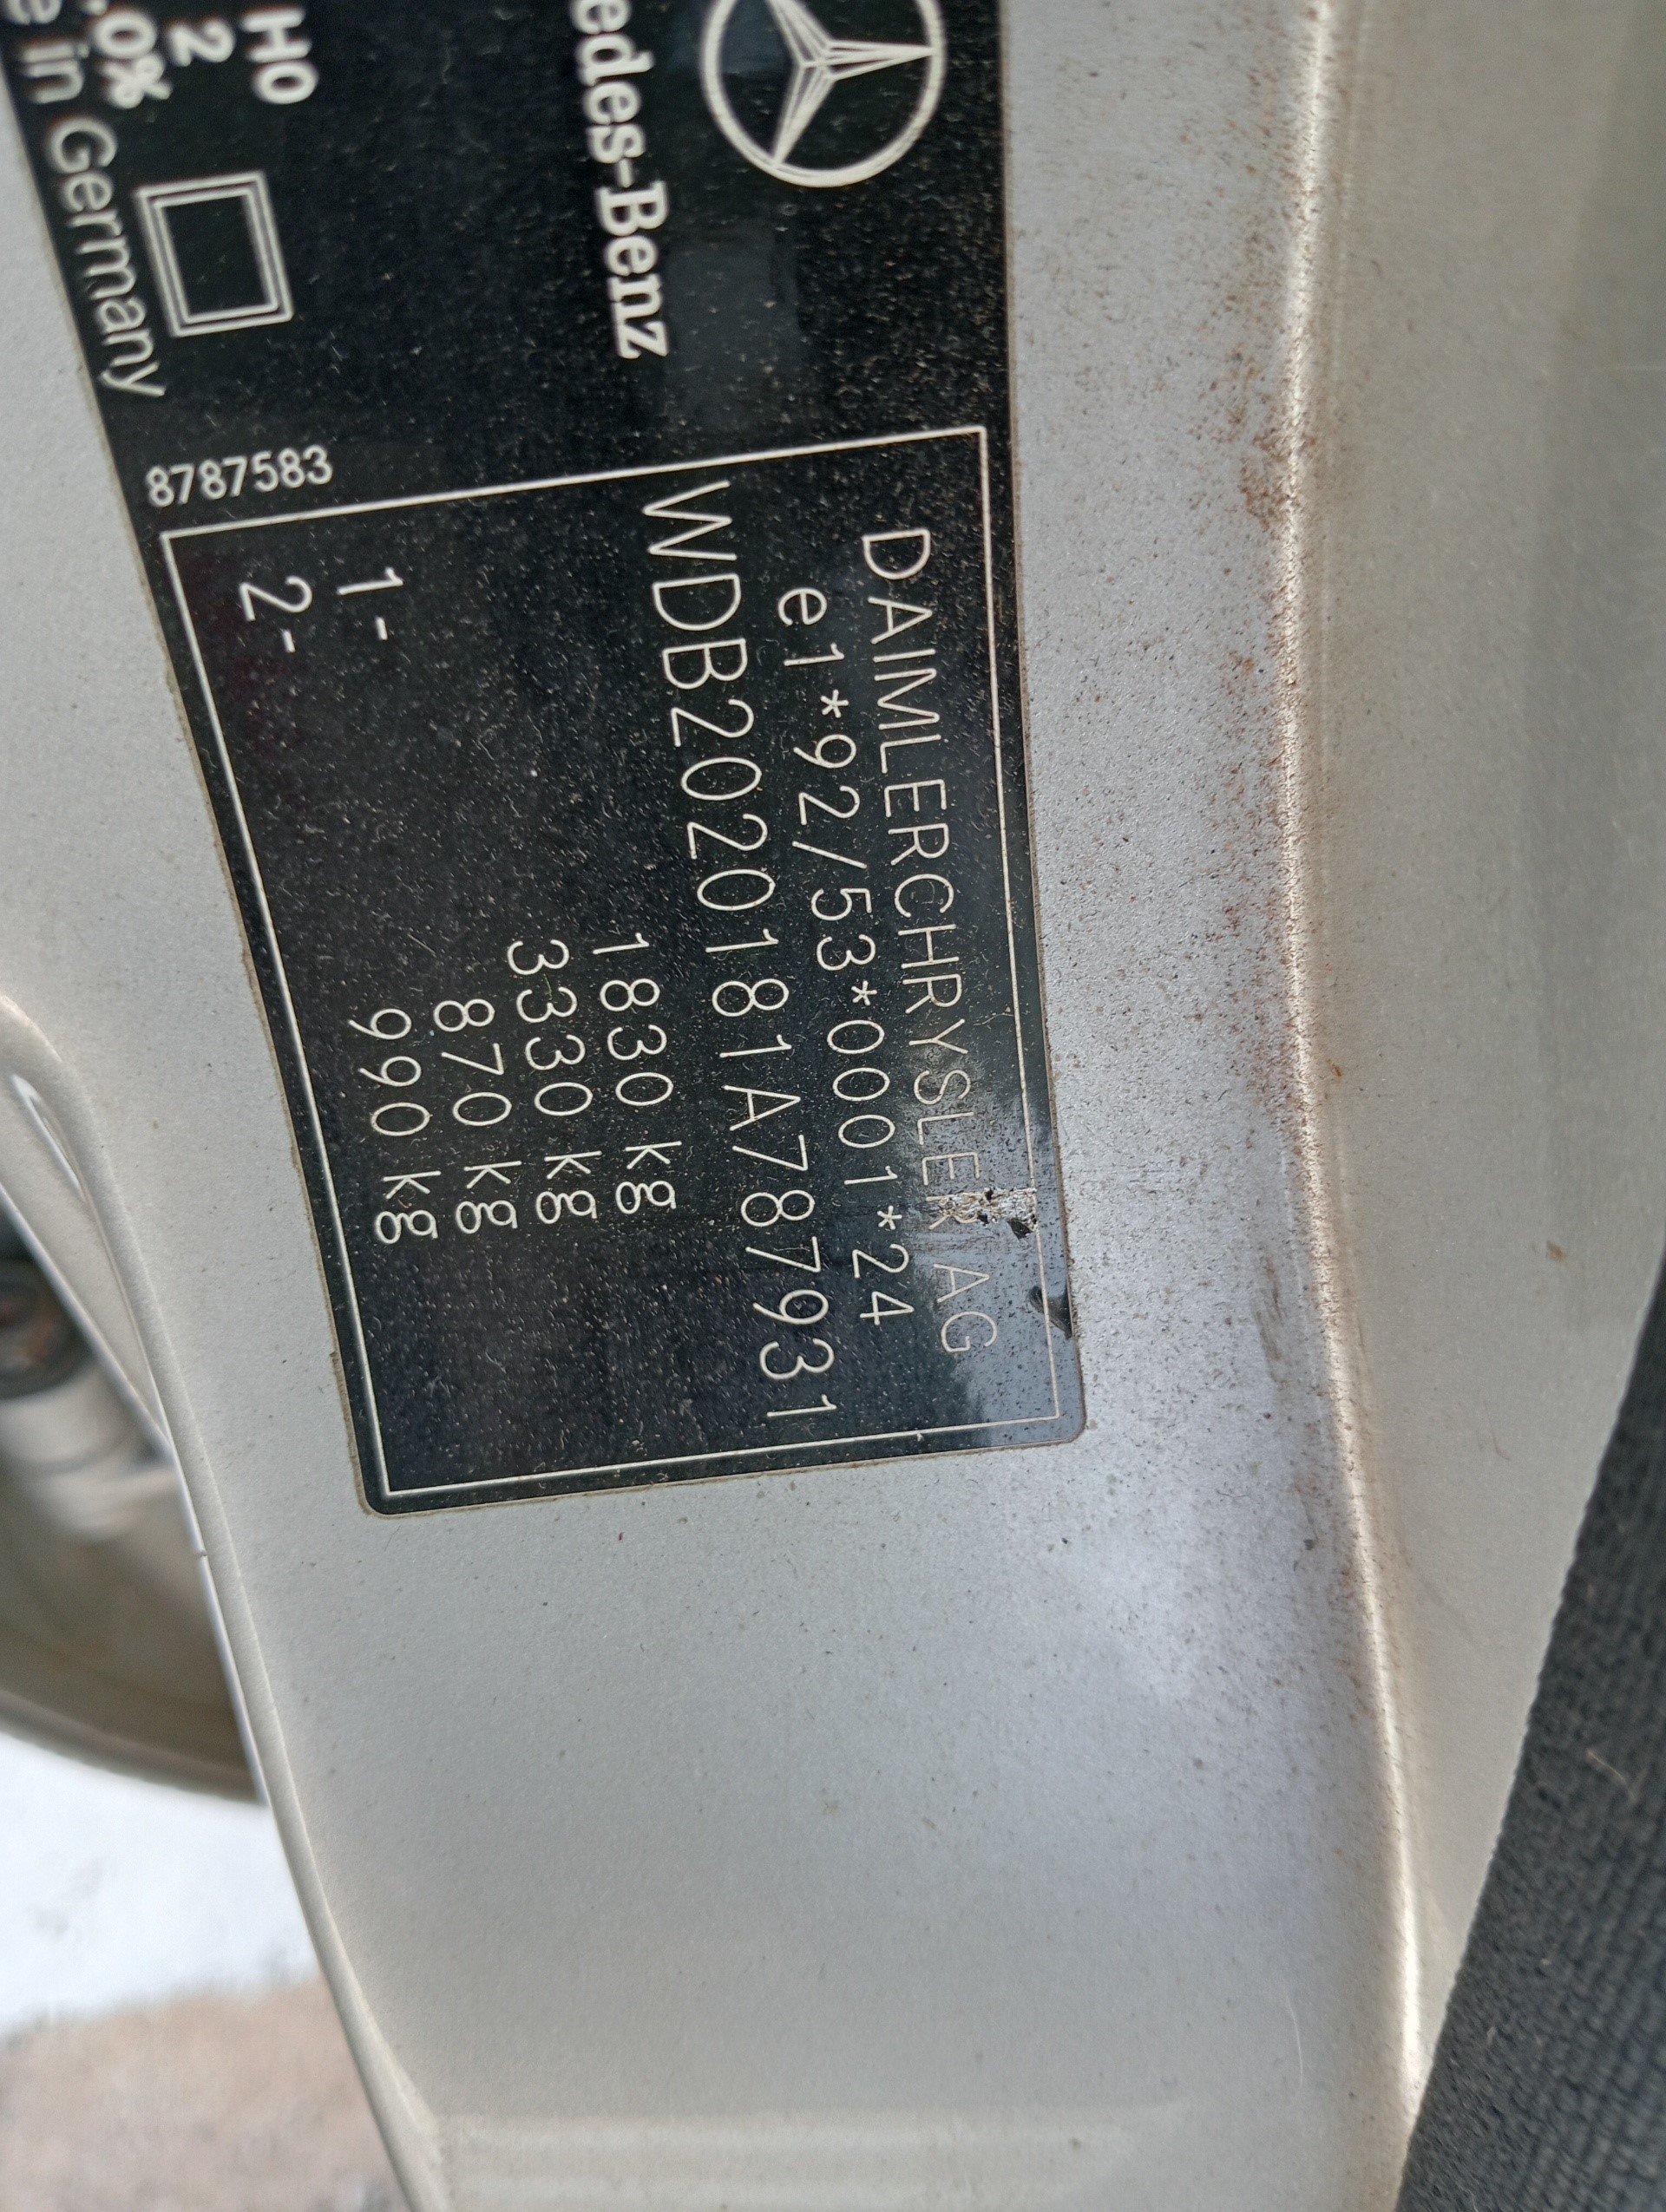 edes-Benz
H0
2
.0%
e in Germany
8787583
DAIMLERCHRYSLER AG
e1*92/53*0001*24
WDB2020181A787931
1830 kg
3330 kg
1- 870 kg
2- 990 kg